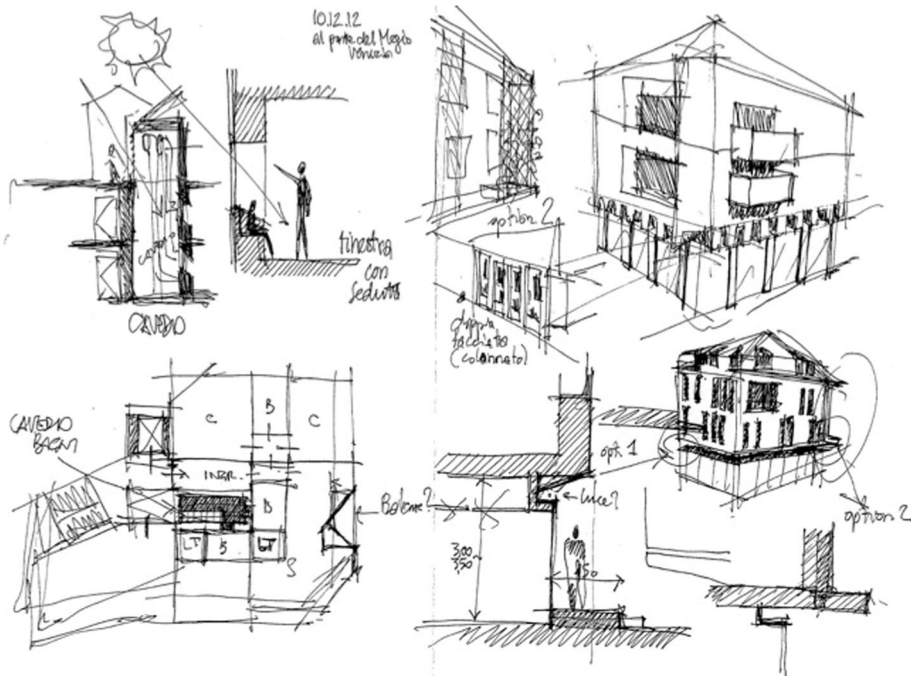 10.12.12
al ponte del Megio
Venezia
finestra
con
seduta
CAVEDIO
option 2
doppia
facciata
(colonnato)
CAVEDIO
BAGNI
C
B
C
INGR.
B
LT
S
LT
S
Balcone?
opt. 1
luce?
3,00
3,50
1,50
option 2